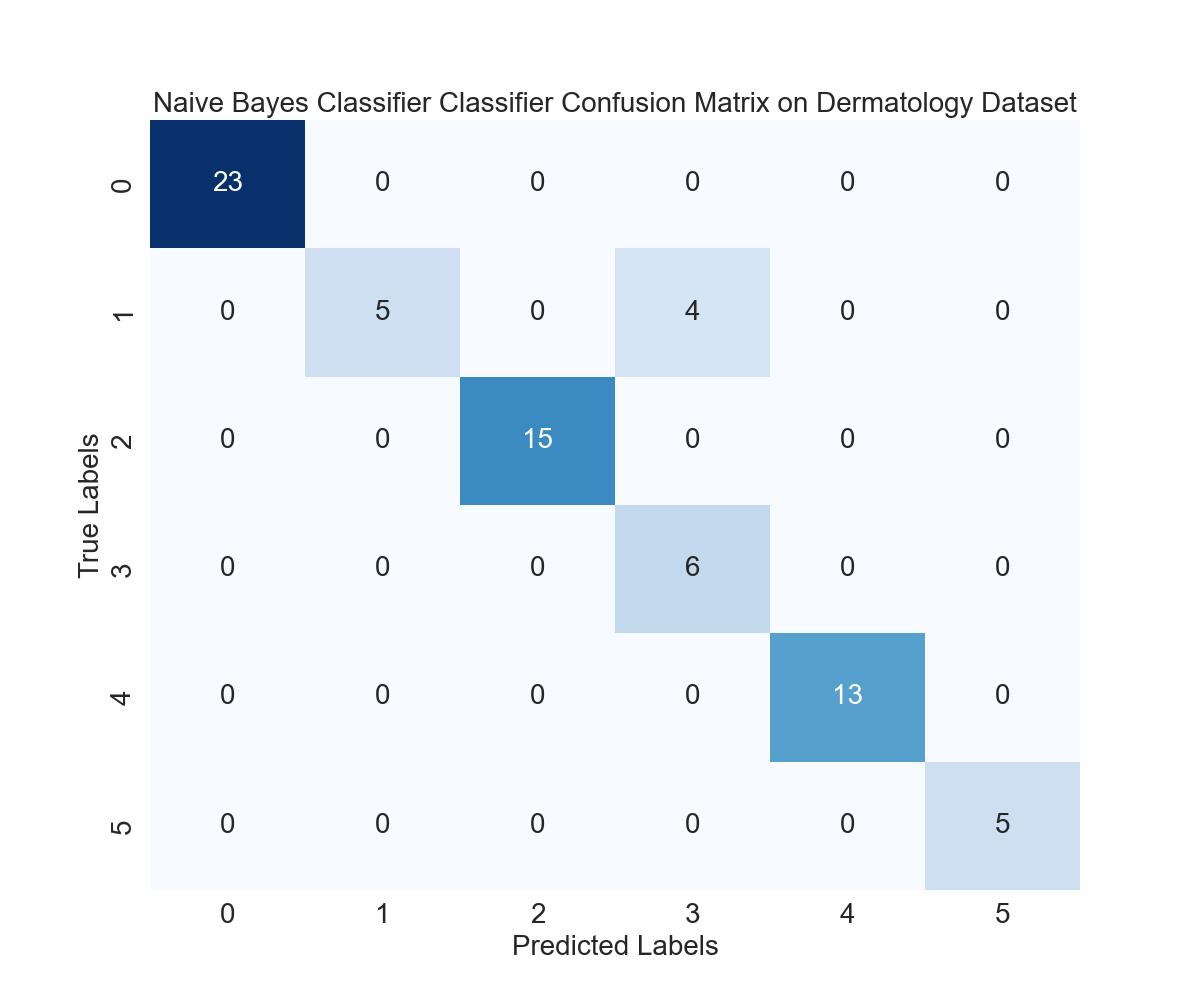 Naive Bayes Classifier Classifier Confusion Matrix on Dermatology Dataset
0 23 0 0 0 0 0
1 0 5 0 4 0 0
2 0 0 15 0 0 0
3 0 0 0 6 0 0
4 0 0 0 0 13 0
5 0 0 0 0 0 5
True Labels
0 1 2 3 4 5
Predicted Labels